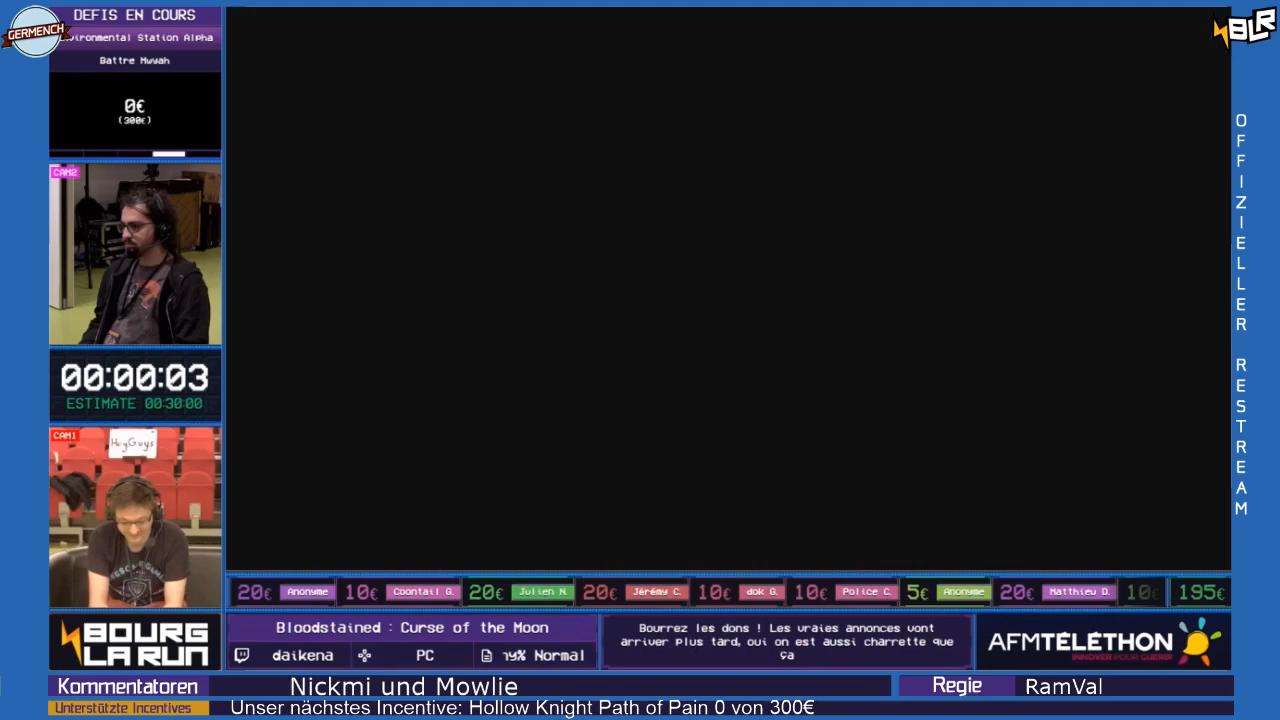 GERMENCH
DEFIS EN COURS
vironmental Station Alpha
Battre Mwyah
0€
(300€)
CAM2
00:00:03
ESTIMATE 00:30:00
CAM1
HeyGuys
BLR
OFFIZIELLER RESTREAM
20€ Anonyme 10€ Coontail G. 20€ Julien N. 20€ Jérémy C. 10€ dok G. 10€ Police C. 5€ Anonyme 20€ Matthieu D. 10€ 195€
BOURG LA RUN
Bloodstained : Curse of the Moon
daikena PC 79% Normal
Bourrez les dons ! Les vraies annonces vont
arriver plus tard, oui on est aussi charrette que
ça
AFMTÉLÉTHON
INNOVER POUR GUÉRIR
Kommentatoren Nickmi und Mowlie Regie RamVal
Unterstützte Incentives Unser nächstes Incentive: Hollow Knight Path of Pain 0 von 300€